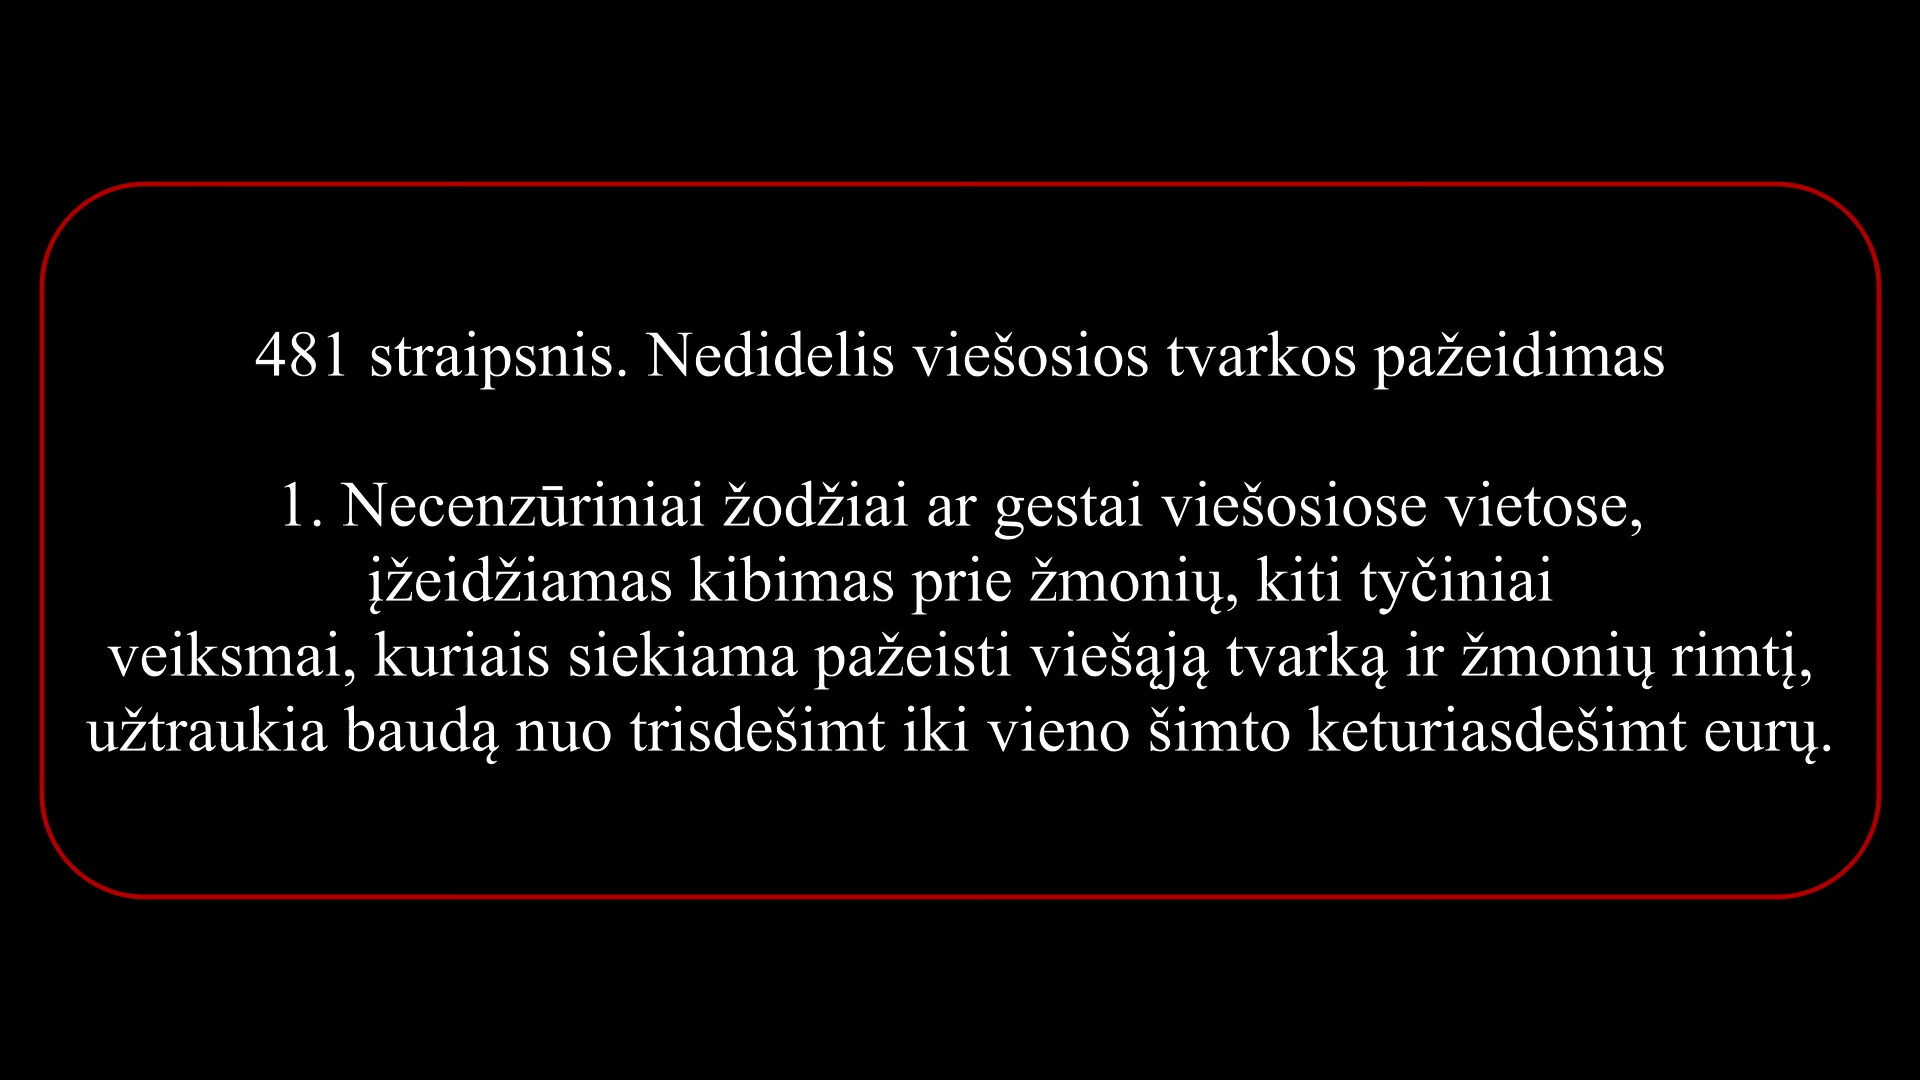 481 straipsnis. Nedidelis viešosios tvarkos pažeidimas
1. Necenzūriniai žodžiai ar gestai viešosiose vietose,
įžeidžiamas kibimas prie žmonių, kiti tyčiniai
veiksmai, kuriais siekiama pažeisti viešąją tvarką ir žmonių rimtį,
užtraukia baudą nuo trisdešimt iki vieno šimto keturiasdešimt eurų.